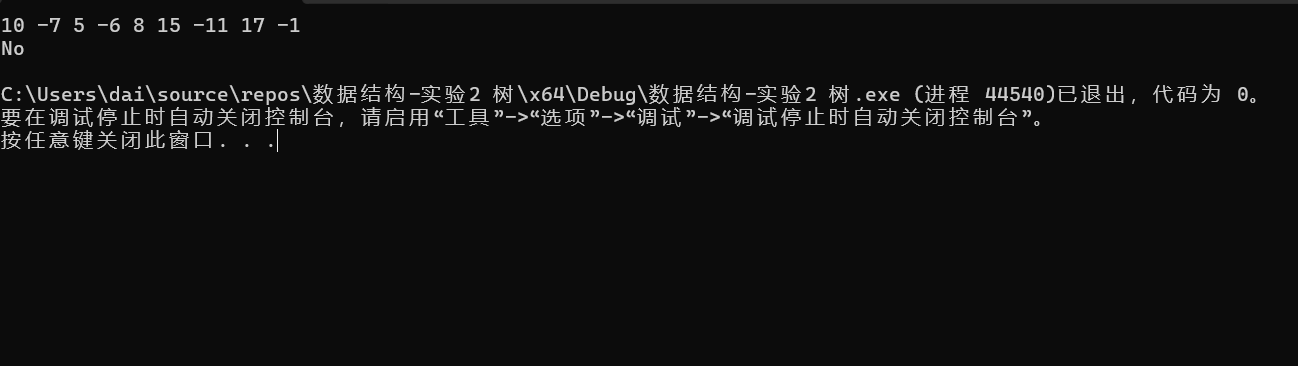 10 -7 5 -6 8 15 -11 17 -1
No
C:\Users\dai\source\repos\数据结构-实验2 树\x64\Debug\数据结构-实验2 树.exe (进程 44540)已退出，代码为 0。
要在调试停止时自动关闭控制台，请启用“工具”->“选项”->“调试”->“调试停止时自动关闭控制台”。
按任意键关闭此窗口. . .